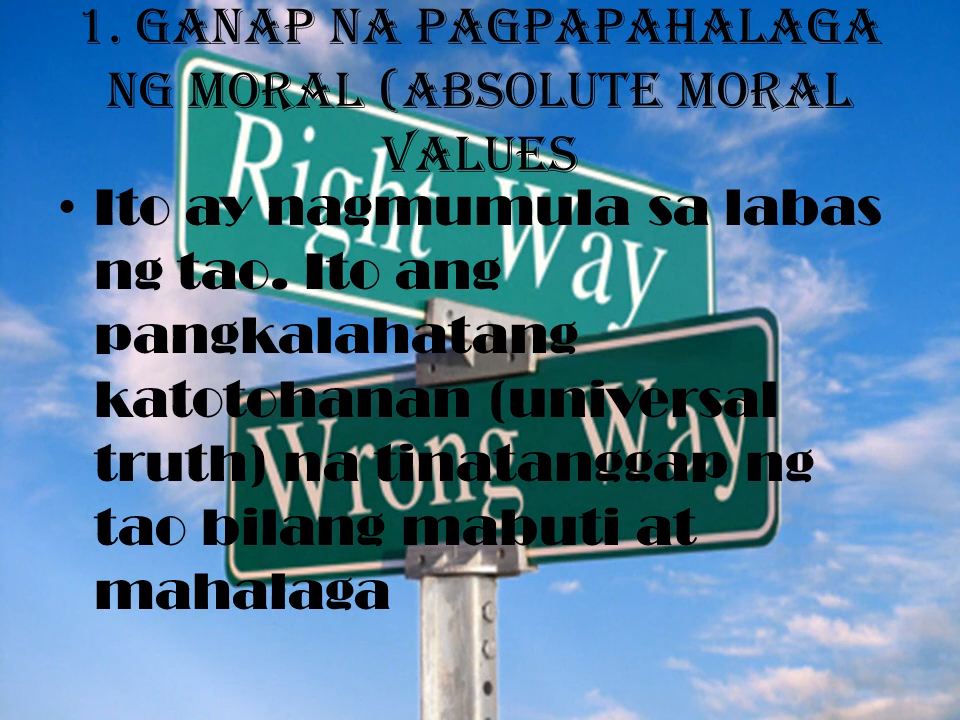 1. GANAP NA PAGPAPAHALAGA
NG MORAL (ABSOLUTE MORAL
VALUES
• Ito ay nagmumula sa labas
ng tao. Ito ang
pangkalahatang
katotohanan (universal
truth) na tinatanggap ng
tao bilang mabuti at
mahalaga
Right Way
Wrong Way